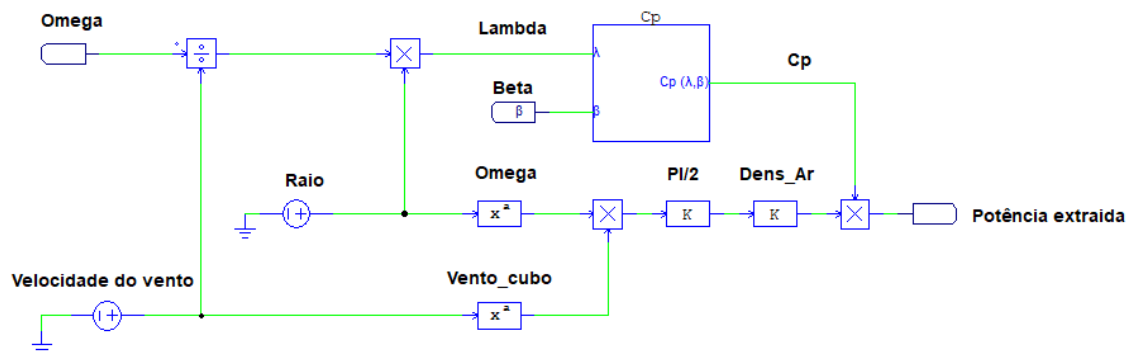 Omega
÷
×
Lambda
Cp
λ
Cp (λ,β)
β
Beta
β
Cp
Raio
Omega
x^a
×
PI/2
K
Dens_Ar
K
×
Potência extraida
Velocidade do vento
Vento_cubo
x^a